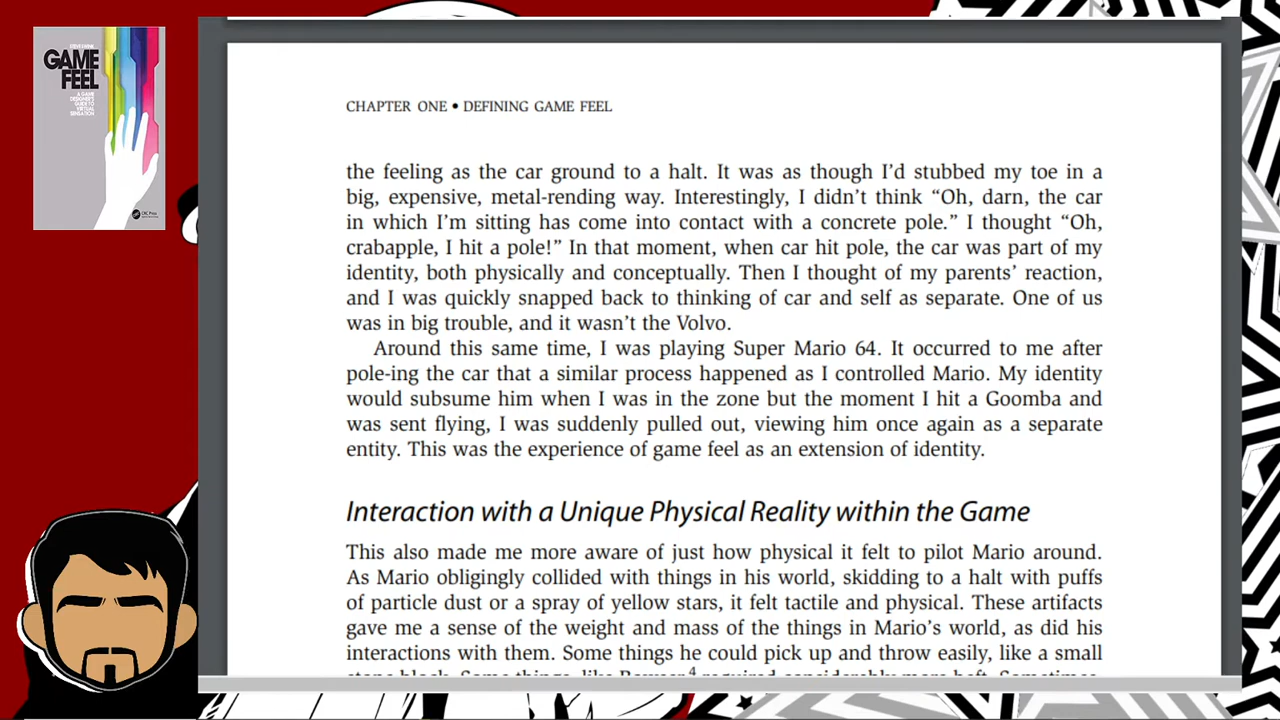 STEVE SWINK
GAME
FEEL
A GAME
DESIGNER'S
GUIDE TO
VIRTUAL
SENSATION
CRC Press
CHAPTER ONE • DEFINING GAME FEEL
the feeling as the car ground to a halt. It was as though I’d stubbed my toe in a
big, expensive, metal-rending way. Interestingly, I didn’t think “Oh, darn, the car
in which I’m sitting has come into contact with a concrete pole.” I thought “Oh,
crabapple, I hit a pole!” In that moment, when car hit pole, the car was part of my
identity, both physically and conceptually. Then I thought of my parents’ reaction,
and I was quickly snapped back to thinking of car and self as separate. One of us
was in big trouble, and it wasn’t the Volvo.
Around this same time, I was playing Super Mario 64. It occurred to me after
pole-ing the car that a similar process happened as I controlled Mario. My identity
would subsume him when I was in the zone but the moment I hit a Goomba and
was sent flying, I was suddenly pulled out, viewing him once again as a separate
entity. This was the experience of game feel as an extension of identity.
Interaction with a Unique Physical Reality within the Game
This also made me more aware of just how physical it felt to pilot Mario around.
As Mario obligingly collided with things in his world, skidding to a halt with puffs
of particle dust or a spray of yellow stars, it felt tactile and physical. These artifacts
gave me a sense of the weight and mass of the things in Mario’s world, as did his
interactions with them. Some things he could pick up and throw easily, like a small